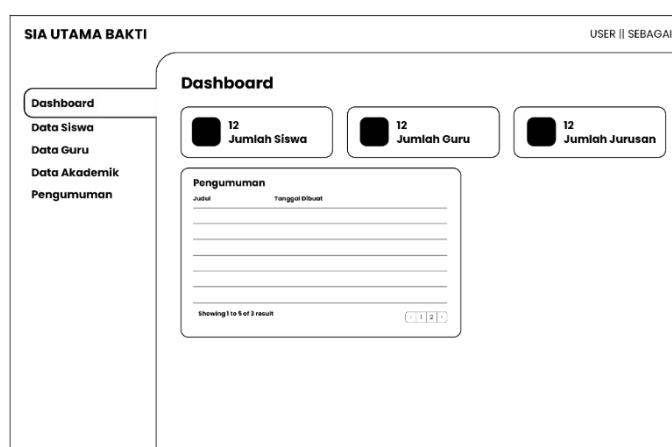 SIA UTAMA BAKTI
USER || SEBAGAI
Dashboard
Data Siswa
Data Guru
Data Akademik
Pengumuman
Dashboard
12
Jumlah Siswa
12
Jumlah Guru
12
Jumlah Jurusan
Pengumuman
Judul Tanggal Dibuat
Showing 1 to 5 of 3 result
‹ 1 2 ›